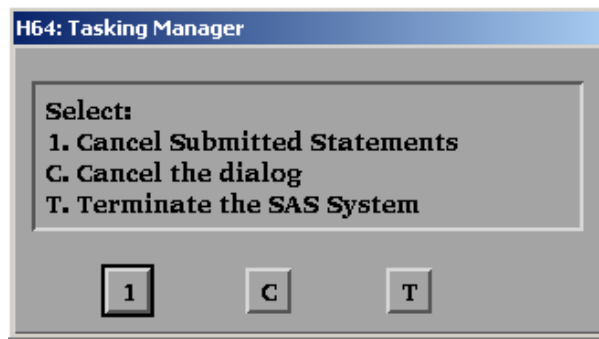 H64: Tasking Manager
Select:
1. Cancel Submitted Statements
C. Cancel the dialog
T. Terminate the SAS System
1 C T